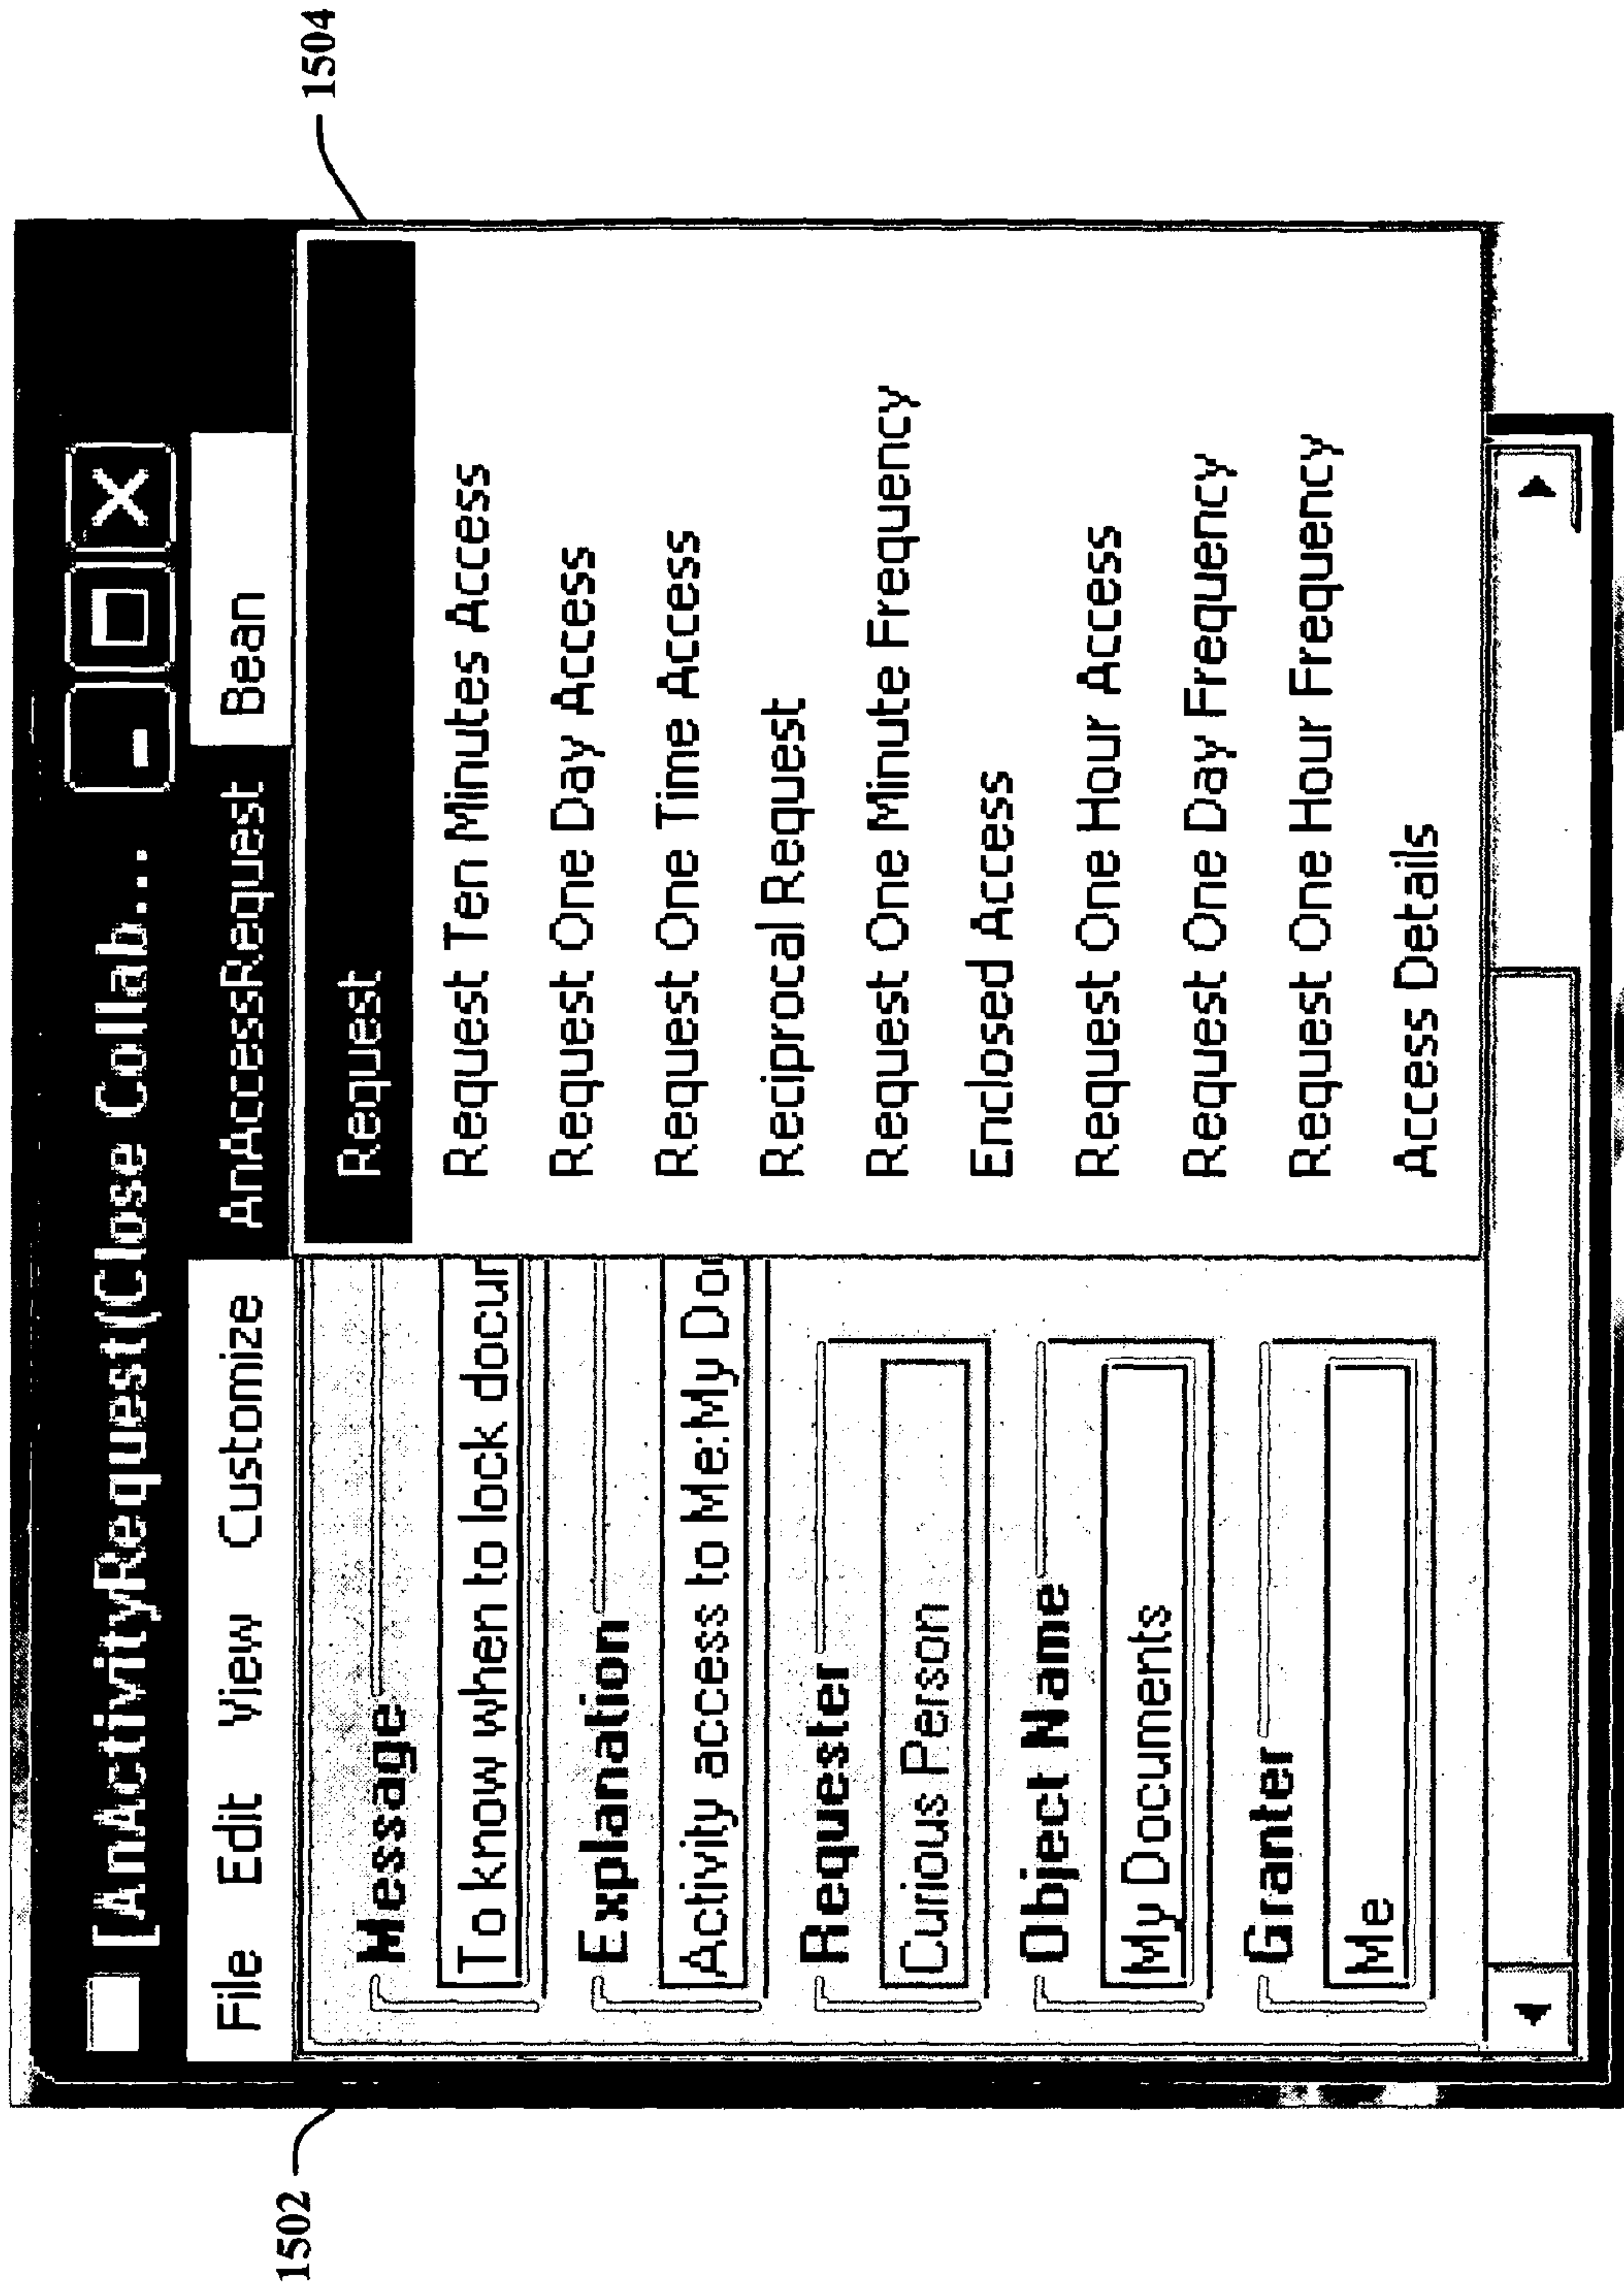 1504
[AnActivityRequest(Close Collab...
File Edit View Customize AnAccessRequest Bean
Message
To know when to lock docur
Explanation
Activity access to Me:My Do
Requester
Curious Person
Object Name
My Documents
Granter
Me
Request
Request Ten Minutes Access
Request One Day Access
Request One Time Access
Reciprocal Request
Request One Minute Frequency
Enclosed Access
Request One Hour Access
Request One Day Frequency
Request One Hour Frequency
Access Details
1502